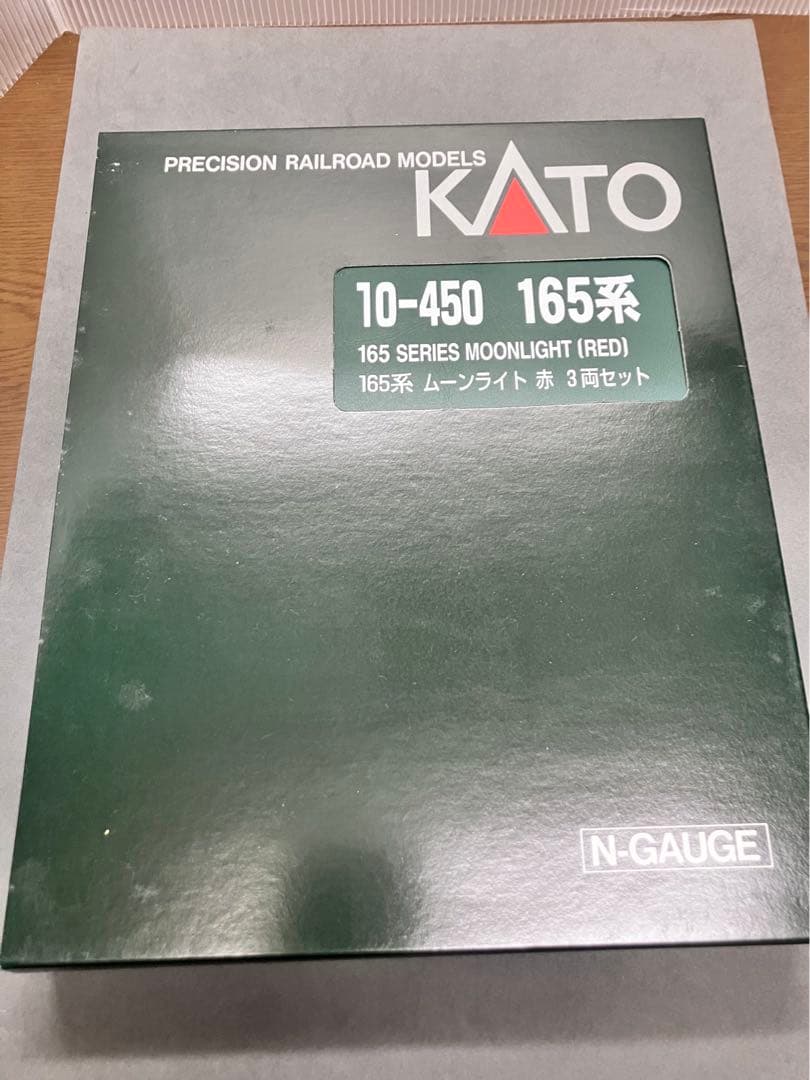 PRECISION RAILROAD MODELS
KATO
10-450 165系
165 SERIES MOONLIGHT (RED)
165系 ムーンライト 赤 3両セット
N-GAUGE